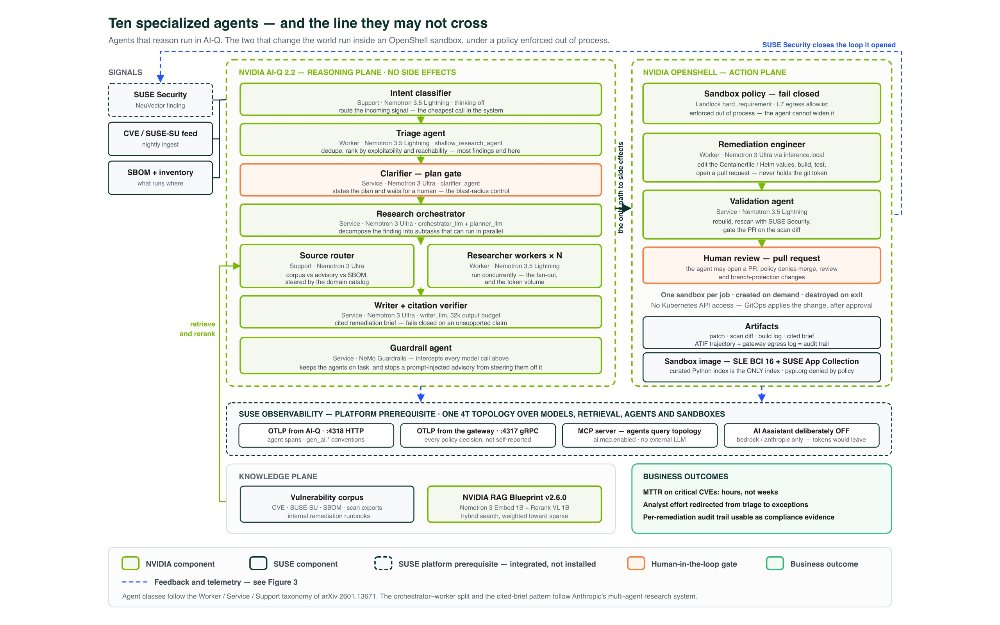 Ten specialized agents — and the line they may not cross
Agents that reason run in AI-Q. The two that change the world run inside an OpenShell sandbox, under a policy enforced out of process.
SUSE Security closes the loop it opened
SIGNALS
SUSE Security
NeuVector finding
CVE / SUSE-SU feed
nightly ingest
SBOM + inventory
what runs where
NVIDIA AI-Q 2.2 — REASONING PLANE · NO SIDE EFFECTS
Intent classifier
Support · Nemotron 3.5 Lightning · thinking off
route the incoming signal — the cheapest call in the system
Triage agent
Worker · Nemotron 3.5 Lightning · shallow_research_agent
dedupe, rank by exploitability and reachability — most findings end here
Clarifier — plan gate
Service · Nemotron 3 Ultra · clarifier_agent
states the plan and waits for a human — the blast-radius control
Research orchestrator
Service · Nemotron 3 Ultra · orchestrator_llm + planner_llm
decompose the finding into subtasks that can run in parallel
Source router
Support · Nemotron 3 Ultra
corpus vs advisory vs SBOM,
steered by the domain catalog
Researcher workers × N
Worker · Nemotron 3.5 Lightning
run concurrently — the fan-out,
and the token volume
Writer + citation verifier
Service · Nemotron 3 Ultra · writer_llm, 32k output budget
cited remediation brief — fails closed on an unsupported claim
Guardrail agent
Service · NeMo Guardrails — intercepts every model call above
keeps the agents on task, and stops a prompt-injected advisory from steering them off it
retrieve
and rerank
the only path to side effects
NVIDIA OPENSHELL — ACTION PLANE
Sandbox policy — fail closed
Landlock hard_requirement · L7 egress allowlist
enforced out of process — the agent cannot widen it
Remediation engineer
Worker · Nemotron 3 Ultra via inference.local
edit the Containerfile / Helm values, build, test,
open a pull request — never holds the git token
Validation agent
Service · Nemotron 3.5 Lightning
rebuild, rescan with SUSE Security,
gate the PR on the scan diff
Human review — pull request
the agent may open a PR; policy denies merge, review
and branch-protection changes
One sandbox per job · created on demand · destroyed on exit
No Kubernetes API access — GitOps applies the change, after approval
Artifacts
patch · scan diff · build log · cited brief
ATIF trajectory + gateway egress log = audit trail
Sandbox image — SLE BCI 16 + SUSE App Collection
curated Python index is the ONLY index · pypi.org denied by policy
SUSE OBSERVABILITY — PLATFORM PREREQUISITE · ONE 4T TOPOLOGY OVER MODELS, RETRIEVAL, AGENTS AND SANDBOXES
OTLP from AI-Q · :4318 HTTP
agent spans · gen_ai.* conventions
OTLP from the gateway · :4317 gRPC
every policy decision, not self-reported
MCP server — agents query topology
ai.mcp.enabled · no external LLM
AI Assistant deliberately OFF
bedrock / anthropic only — tokens would leave
KNOWLEDGE PLANE
Vulnerability corpus
CVE · SUSE-SU · SBOM · scan exports
· internal remediation runbooks
NVIDIA RAG Blueprint v2.6.0
Nemotron 3 Embed 1B + Rerank VL 1B
hybrid search, weighted toward sparse
BUSINESS OUTCOMES
MTTR on critical CVEs: hours, not weeks
Analyst effort redirected from triage to exceptions
Per-remediation audit trail usable as compliance evidence
NVIDIA component
SUSE component
SUSE platform prerequisite — integrated, not installed
Human-in-the-loop gate
Business outcome
Feedback and telemetry — see Figure 3
Agent classes follow the Worker / Service / Support taxonomy of arXiv 2601.13671. The orchestrator–worker split and the cited-brief pattern follow Anthropic's multi-agent research system.